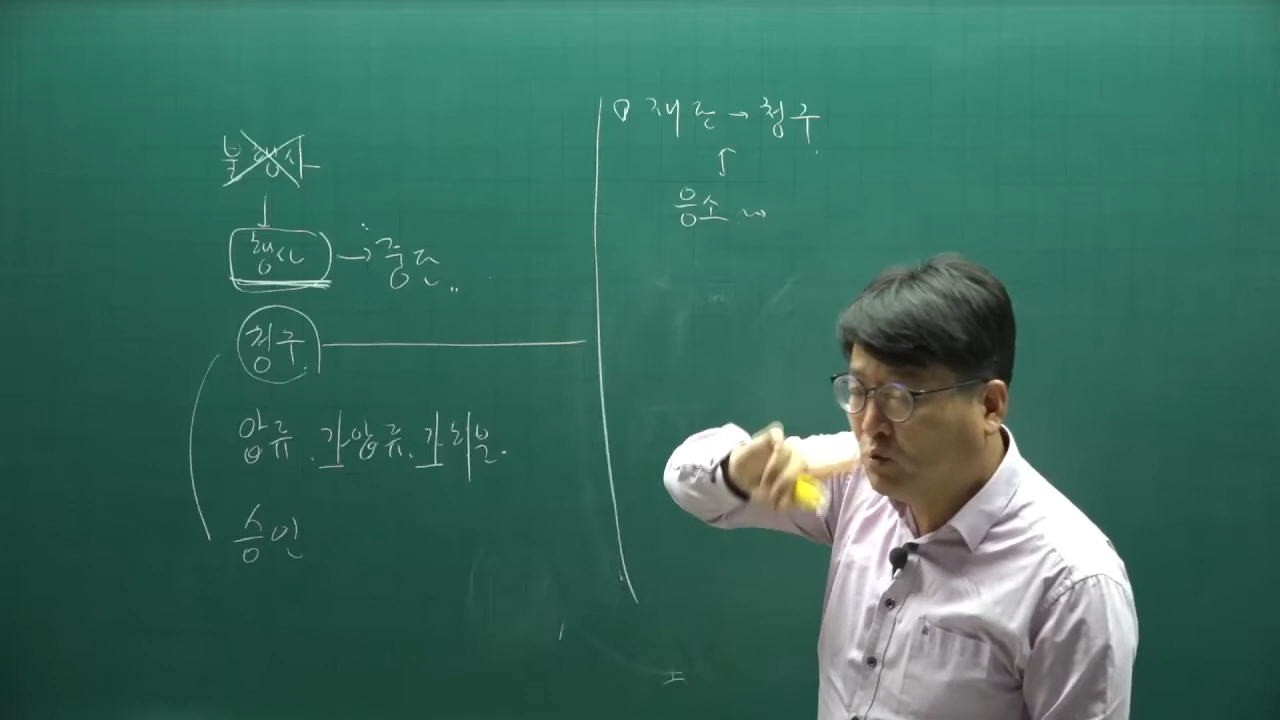 불행사
↓
행사 → 중단
청구
압류. 가압류. 가처분.
승인
① 재판 → 청구
응소